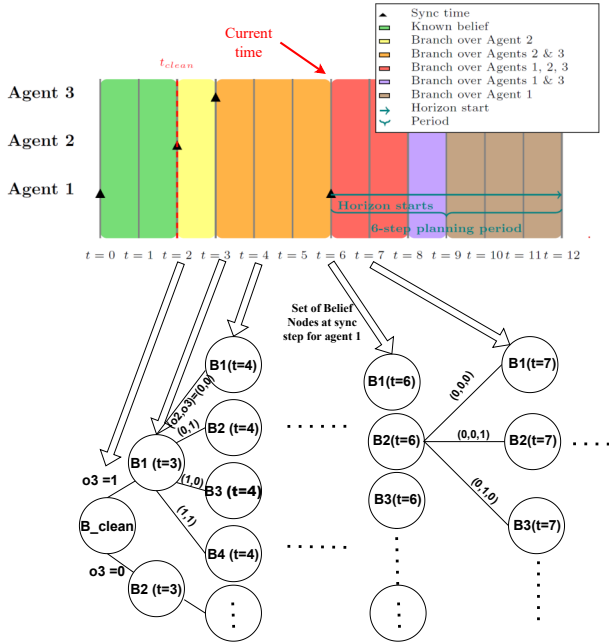 Current
time
Sync time
Known belief
Branch over Agent 2
Branch over Agents 2 & 3
Branch over Agents 1, 2, 3
Branch over Agents 1 & 3
Branch over Agent 1
Horizon start
Period
t_clean
Agent 3
Agent 2
Agent 1
Horizon starts
6-step planning period
t = 0 t = 1 t = 2 t = 3 t = 4 t = 5 t = 6 t = 7 t = 8 t = 9 t = 10 t = 11 t = 12
Set of Belief
Nodes at sync
step for agent 1
B1(t=4)
(o2,o3)=(0,0)
B2 (t=4)
(0,1)
B1 (t=3)
(1,0)
B3 (t=4)
(1,1)
B4 (t=4)
o3 =1
B_clean
o3 =0
B2 (t=3)
B1(t=6)
B2(t=6)
B3(t=6)
(0,0,0)
B1(t=7)
(0,0,1)
B2(t=7)
(0,1,0)
B3(t=7)